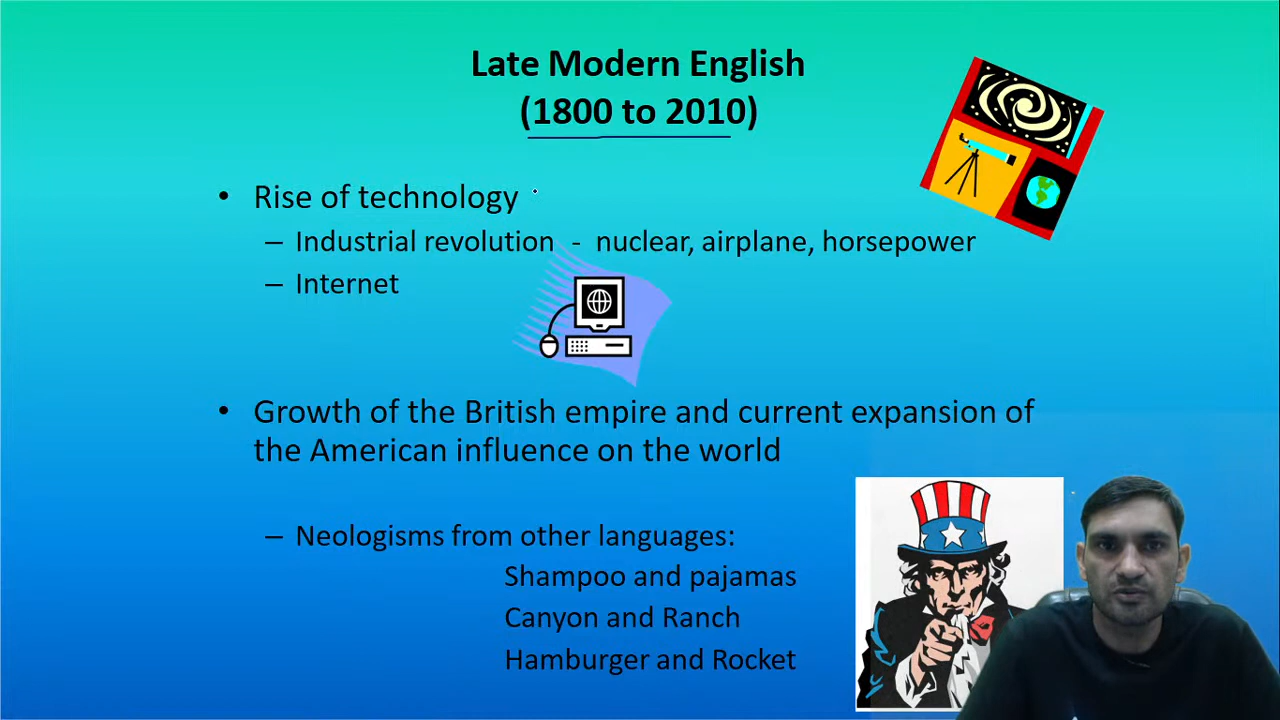 Late Modern English
(1800 to 2010)
• Rise of technology
– Industrial revolution - nuclear, airplane, horsepower
– Internet
• Growth of the British empire and current expansion of
the American influence on the world
– Neologisms from other languages:
Shampoo and pajamas
Canyon and Ranch
Hamburger and Rocket